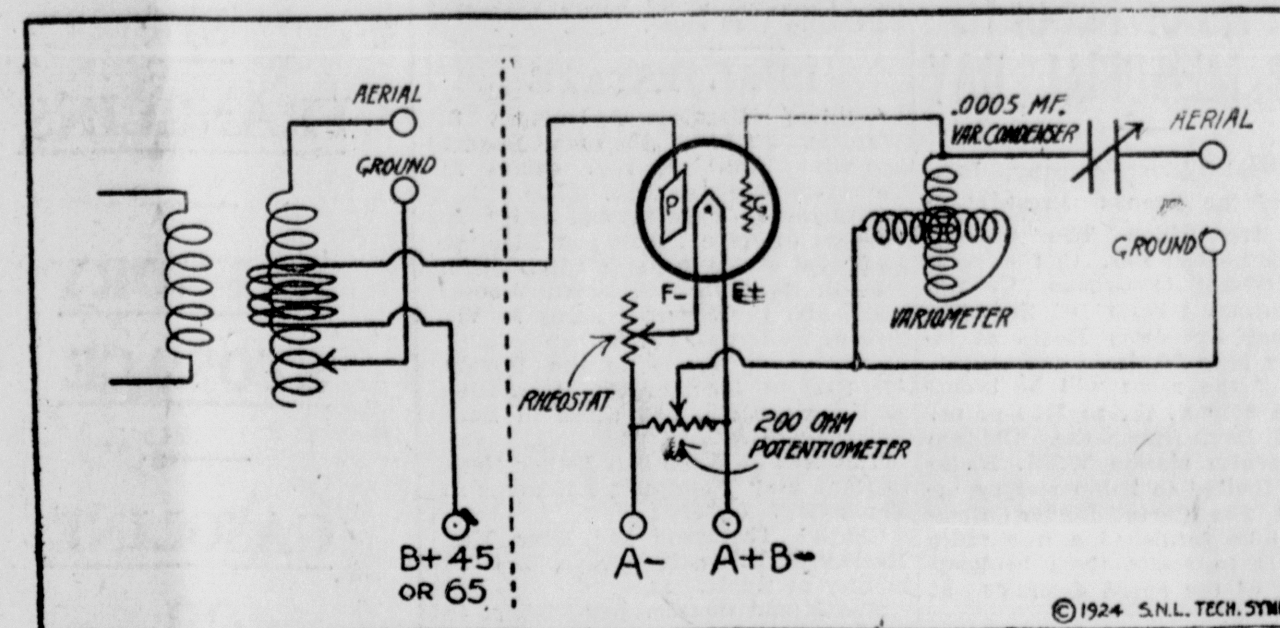 AERIAL
GROUND
B+ 45
OR 65
P
G
F-
RHEOSTAT
200 OHM
POTENTIOMETER
A-
A+B-
.0005 MF.
VAR. CONDENSER
AERIAL
GROUND
VARIOMETER
©1924 S.N.L. TECH.